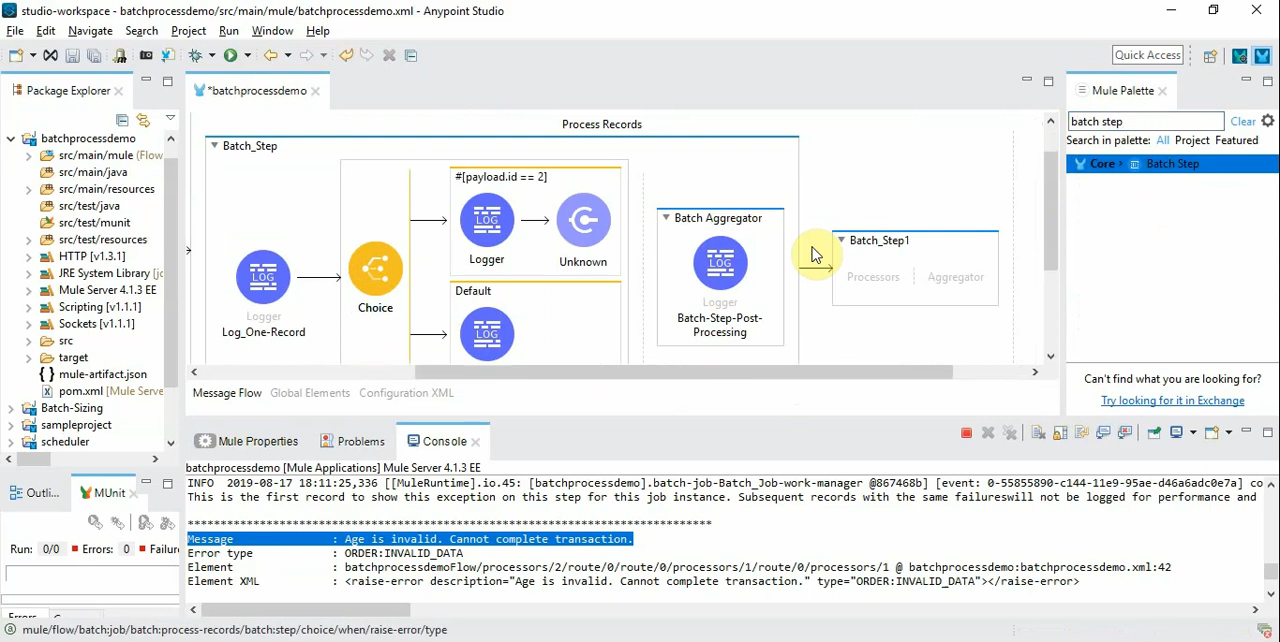 studio-workspace - batchprocessdemo/src/main/mule/batchprocessdemo.xml - Anypoint Studio
File Edit Navigate Search Project Run Window Help
Quick Access
Package Explorer
*batchprocessdemo
Mule Palette
batchprocessdemo
src/main/mule (Flow
src/main/java
src/main/resources
src/test/java
src/test/munit
src/test/resources
HTTP [v1.3.1]
JRE System Library [jd
Mule Server 4.1.3 EE
Scripting [v1.1.1]
Sockets [v1.1.1]
src
target
mule-artifact.json
pom.xml [Mule Serve
Batch-Sizing
sampleproject
scheduler
Process Records
Batch_Step
#[payload.id == 2]
LOG
Logger
Unknown
LOG
Logger
Log_One-Record
Choice
Default
LOG
Batch Aggregator
LOG
Logger
Batch-Step-Post-
Processing
Batch_Step1
Processors
Aggregator
batch step
Clear
Search in palette: All Project Featured
Core > Batch Step
Can't find what you are looking for?
Try looking for it in Exchange
Message Flow Global Elements Configuration XML
Outli...
MUnit
Run: 0/0 Errors: 0 Failur
Errors
Mule Properties Problems Console
batchprocessdemo [Mule Applications] Mule Server 4.1.3 EE
INFO 2019-08-17 18:11:25,336 [[MuleRuntime].io.45: [batchprocessdemo].batch-job-Batch_Job-work-manager @867468b] [event: 0-55855890-c144-11e9-95ae-d46a6adc0e7a] co
This is the first record to show this exception on this step for this job instance. Subsequent records with the same failureswill not be logged for performance and
********************************************************************************
Message : Age is invalid. Cannot complete transaction.
Error type : ORDER:INVALID_DATA
Element : batchprocessdemoFlow/processors/2/route/0/route/0/processors/1/route/0/processors/1 @ batchprocessdemo:batchprocessdemo.xml:42
Element XML : <raise-error description="Age is invalid. Cannot complete transaction." type="ORDER:INVALID_DATA"></raise-error>
mule/flow/batch:job/batch:process-records/batch:step/choice/when/raise-error/type